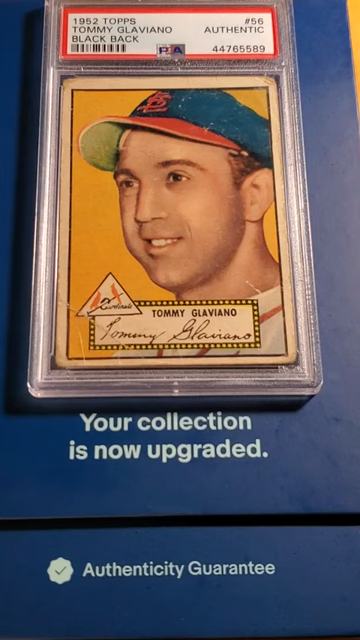 1952 TOPPS #56
TOMMY GLAVIANO AUTHENTIC
BLACK BACK PSA 44765589
Cardinals
TOMMY GLAVIANO
Tommy Glaviano
Your collection
is now upgraded.
Authenticity Guarantee